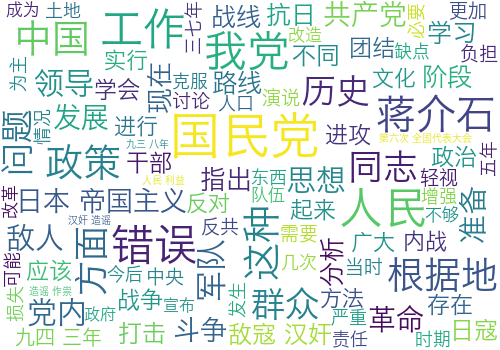 成为 土地
战线 抗日 共产党 必要 更加
中国 工作 三七年
我党 改造
团结 缺点 学习
为主 实行 不同 负担
领导 现在 克服 路线 文化 阶段
学会 讨论 人口 演说 历史
发展 蒋介石
问题 情况 进行 国民党 进攻
九三 八年 第六次 全国代表大会
政策 干部 同志 政治 五年
人民 利益 指出 东西 思想 轻视
改革 日本 帝国主义 队伍 增强
反对 起来 人民 不够 准备
汉奸 造谣 错误 这种 反共
敌人 方面 需要 广大 内战
军队 几次 分析 当时 根据地
可能 应该 今后 中央
损失 造谣 作祟 战争 宣布 发生 群众 方法 存在
党内 政府 严重 革命
打击 斗争 敌寇 汉奸 责任 日寇
九四 三年 时期